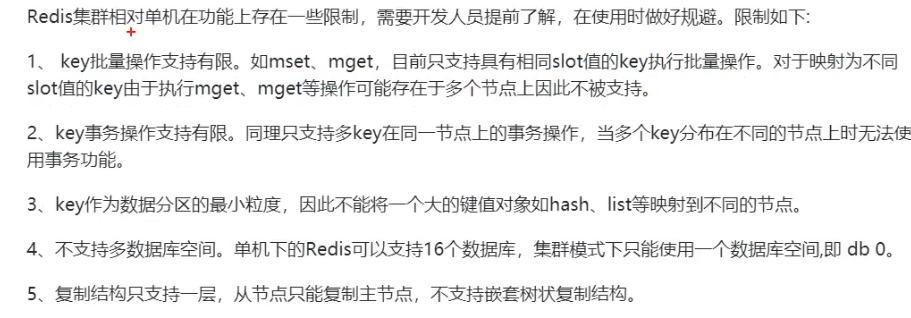 Redis集群相对单机在功能上存在一些限制，需要开发人员提前了解，在使用时做好规避。限制如下:
1、 key批量操作支持有限。如mset、mget，目前只支持具有相同slot值的key执行批量操作。对于映射为不同
slot值的key由于执行mget、mget等操作可能存在于多个节点上因此不被支持。
2、key事务操作支持有限。同理只支持多key在同一节点上的事务操作，当多个key分布在不同的节点上时无法使
用事务功能。
3、key作为数据分区的最小粒度，因此不能将一个大的键值对象如hash、list等映射到不同的节点。
4、不支持多数据库空间。单机下的Redis可以支持16个数据库，集群模式下只能使用一个数据库空间,即 db 0。
5、复制结构只支持一层，从节点只能复制主节点，不支持嵌套树状复制结构。